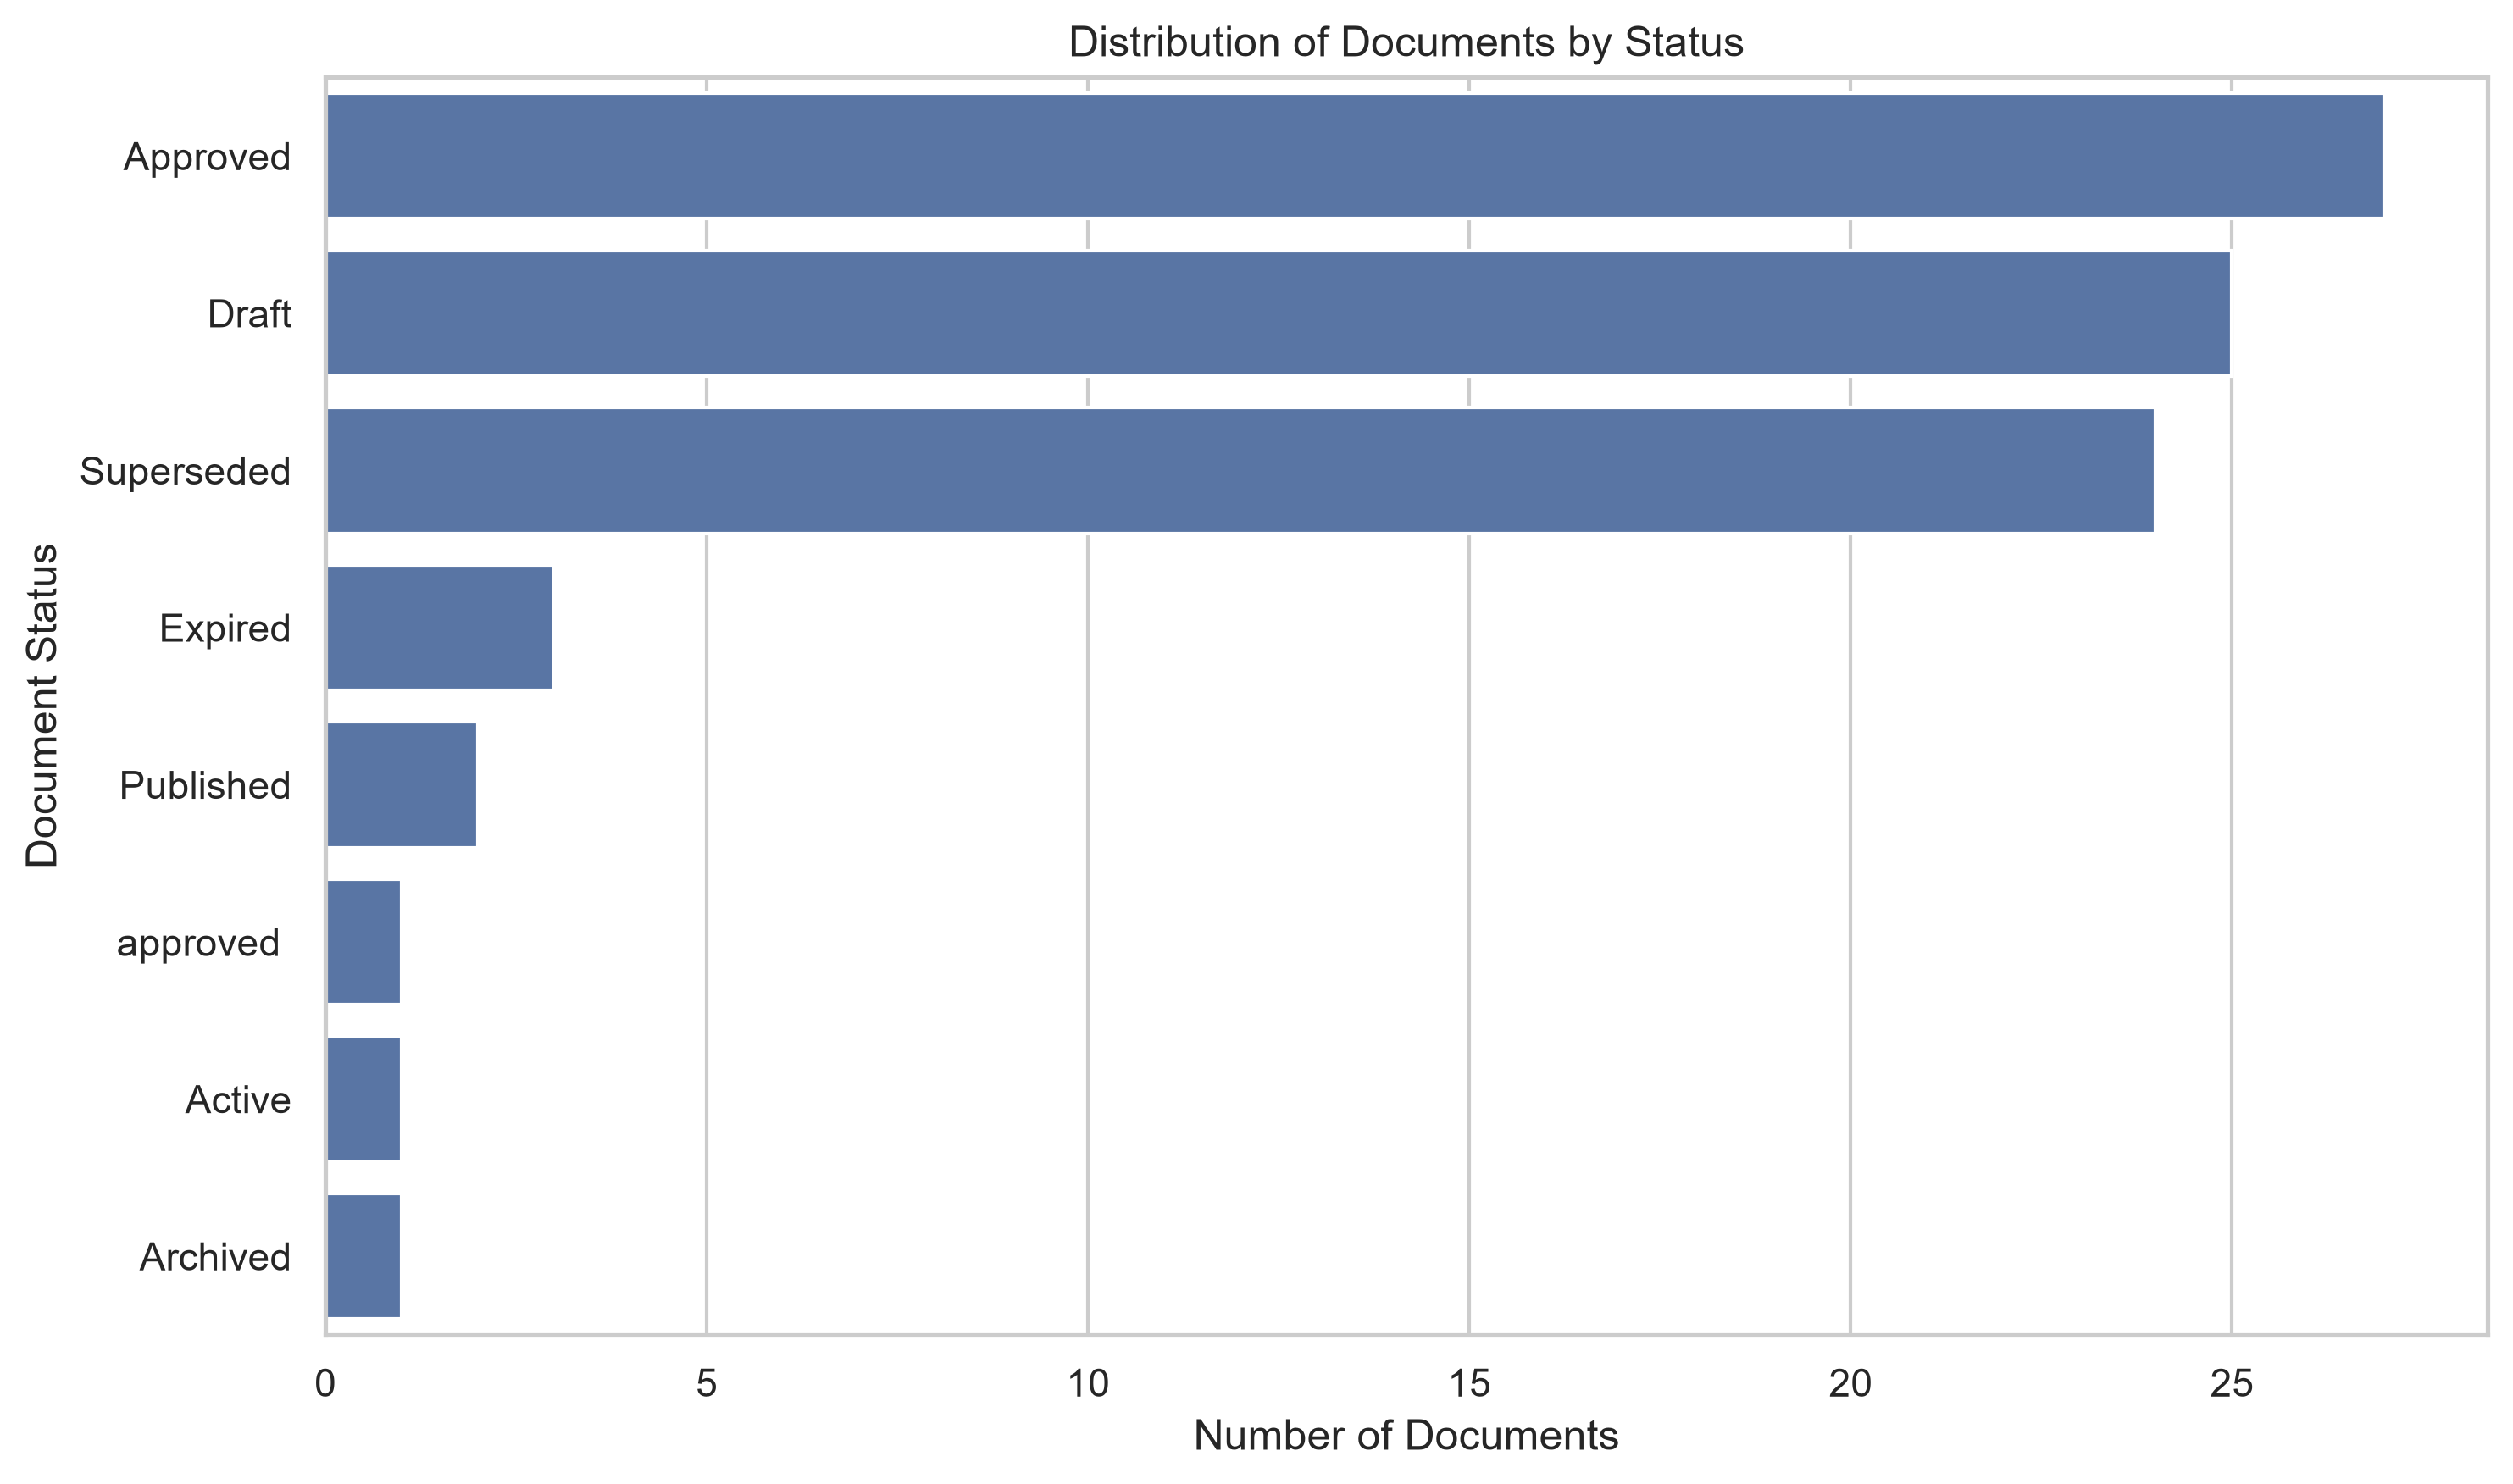 Distribution of Documents by Status
Approved
Draft
Superseded
Expired
Published
approved
Active
Archived
Document Status
0 5 10 15 20 25
Number of Documents